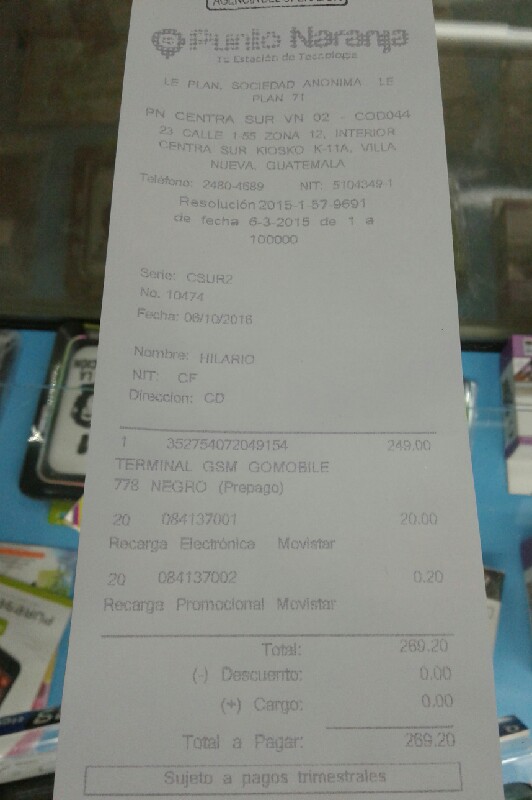 Punto Naranja
Tu Estación de Tecnología
LE PLAN, SOCIEDAD ANONIMA. LE
PLAN 71
PN CENTRA SUR VN 02 - COD044
23 CALLE 1-55 ZONA 12, INTERIOR
CENTRA SUR KIOSKO K-11A, VILLA
NUEVA, GUATEMALA
Teléfono: 2480-4689 NIT: 5104349-1
Resolución 2015-1-57-9691
de fecha 6-3-2015 de 1 a
100000
Serie: CSUR2
No. 10474
Fecha: 08/10/2016
Nombre: HILARIO
NIT: CF
Direccion: CD
1 352754072049154 249.00
TERMINAL GSM GOMOBILE
778 NEGRO (Prepago)
20 084137001 20.00
Recarga Electrónica Movistar
20 084137002 0.20
Recarga Promocional Movistar
Total: 269.20
(-) Descuento: 0.00
(+) Cargo: 0.00
Total a Pagar: 269.20
Sujeto a pagos trimestrales